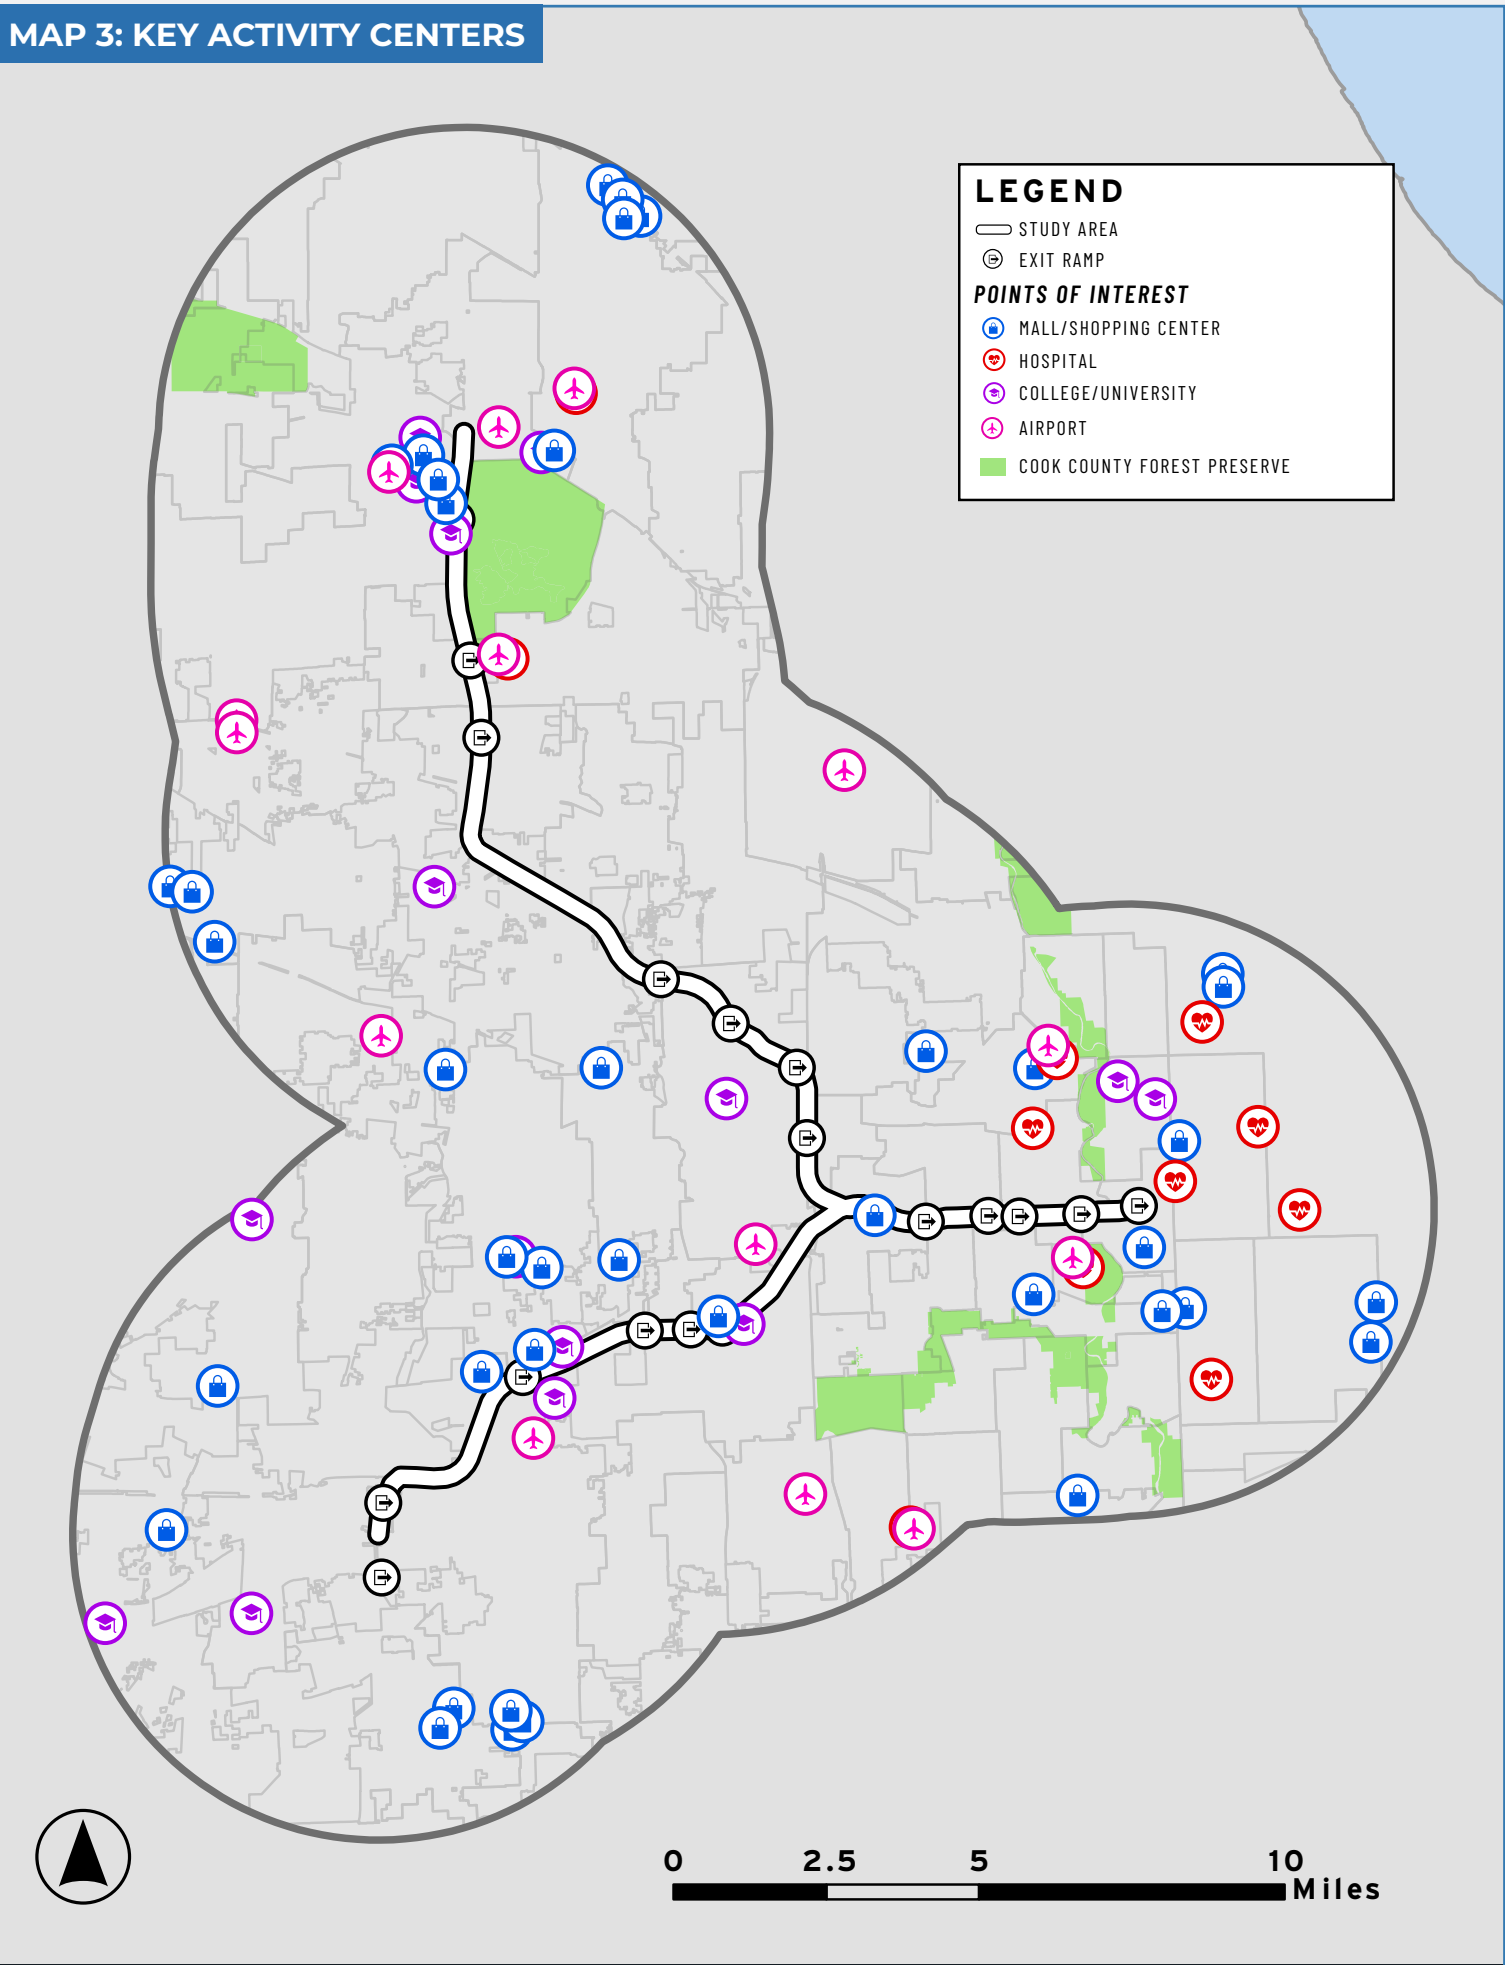 MAP 3: KEY ACTIVITY CENTERS
LEGEND
STUDY AREA
EXIT RAMP
POINTS OF INTEREST
MALL/SHOPPING CENTER
HOSPITAL
COLLEGE/UNIVERSITY
AIRPORT
COOK COUNTY FOREST PRESERVE
0 2.5 5 10
Miles